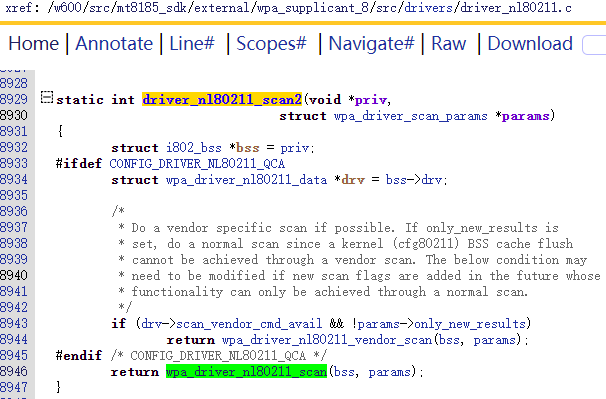 xref: /w600/src/mt8185_sdk/external/wpa_supplicant_8/src/drivers/driver_nl80211.c
Home | Annotate | Line# | Scopes# | Navigate# | Raw | Download
8928
8929 static int driver_nl80211_scan2(void *priv,
8930 struct wpa_driver_scan_params *params)
8931 {
8932 struct i802_bss *bss = priv;
8933 #ifdef CONFIG_DRIVER_NL80211_QCA
8934 struct wpa_driver_nl80211_data *drv = bss->drv;
8935
8936 /*
8937 * Do a vendor specific scan if possible. If only_new_results is
8938 * set, do a normal scan since a kernel (cfg80211) BSS cache flush
8939 * cannot be achieved through a vendor scan. The below condition may
8940 * need to be modified if new scan flags are added in the future whose
8941 * functionality can only be achieved through a normal scan.
8942 */
8943 if (drv->scan_vendor_cmd_avail && !params->only_new_results)
8944 return wpa_driver_nl80211_vendor_scan(bss, params);
8945 #endif /* CONFIG_DRIVER_NL80211_QCA */
8946 return wpa_driver_nl80211_scan(bss, params);
8947 }